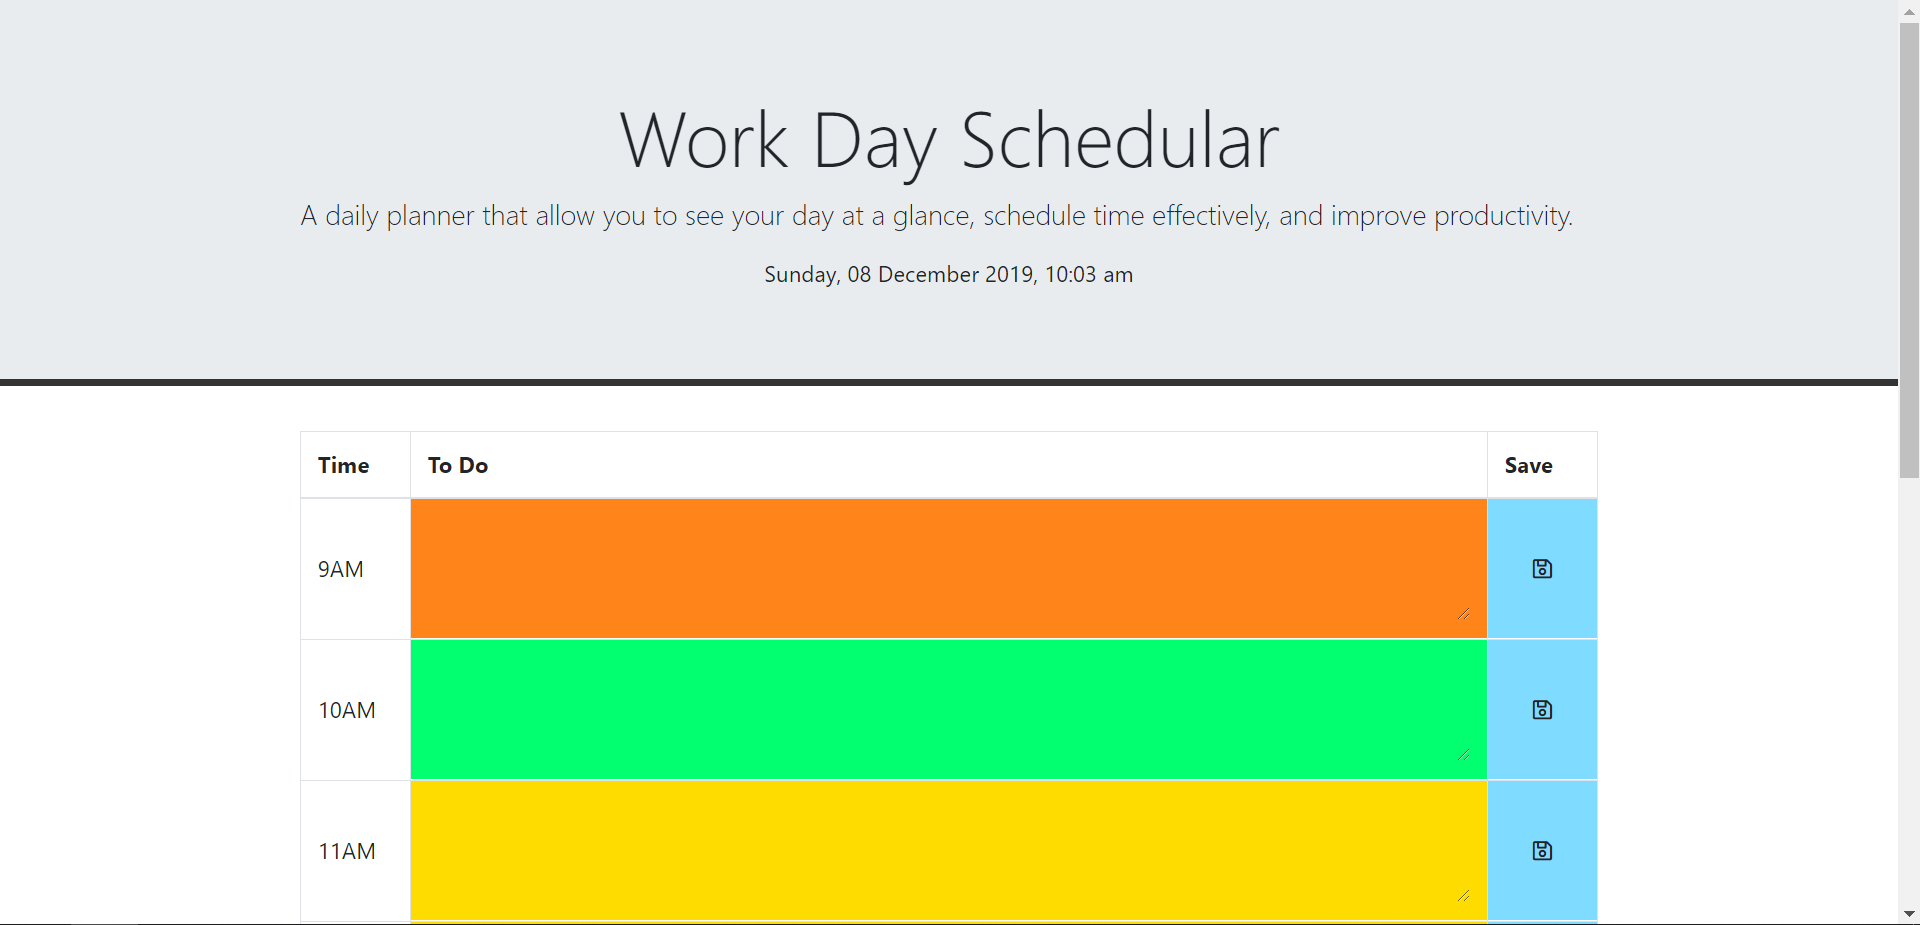 Work Day Schedular
A daily planner that allow you to see your day at a glance, schedule time effectively, and improve productivity.
Sunday, 08 December 2019, 10:03 am
Time To Do Save
9AM
10AM
11AM